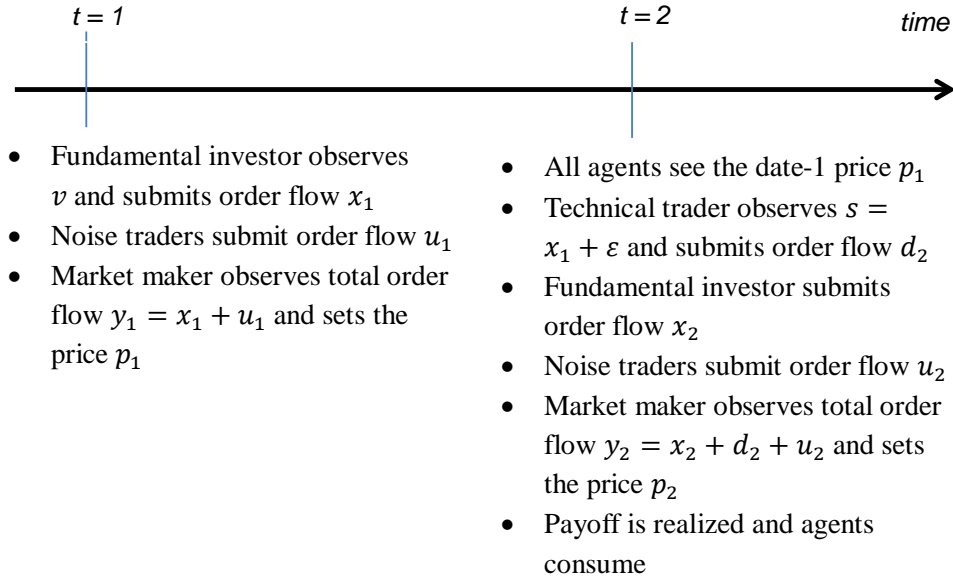 t = 1
t = 2
time
• Fundamental investor observes
v and submits order flow x₁
• Noise traders submit order flow u₁
• Market maker observes total order
flow y₁ = x₁ + u₁ and sets the
price p₁
• All agents see the date-1 price p₁
• Technical trader observes s =
x₁ + ε and submits order flow d₂
• Fundamental investor submits
order flow x₂
• Noise traders submit order flow u₂
• Market maker observes total order
flow y₂ = x₂ + d₂ + u₂ and sets
the price p₂
• Payoff is realized and agents
consume